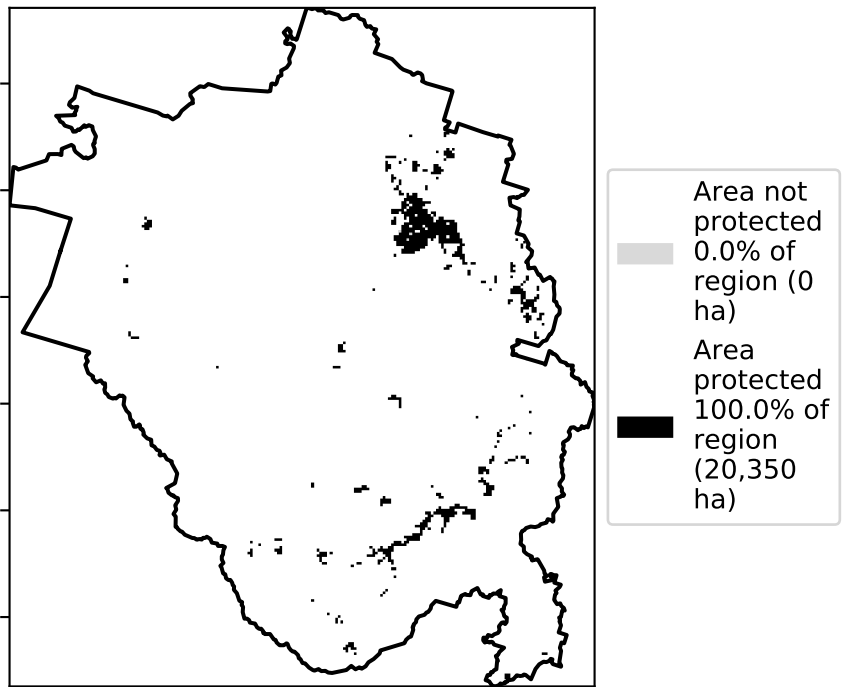 Area not
protected
0.0% of
region (0
ha)
Area
protected
100.0% of
region
(20,350
ha)